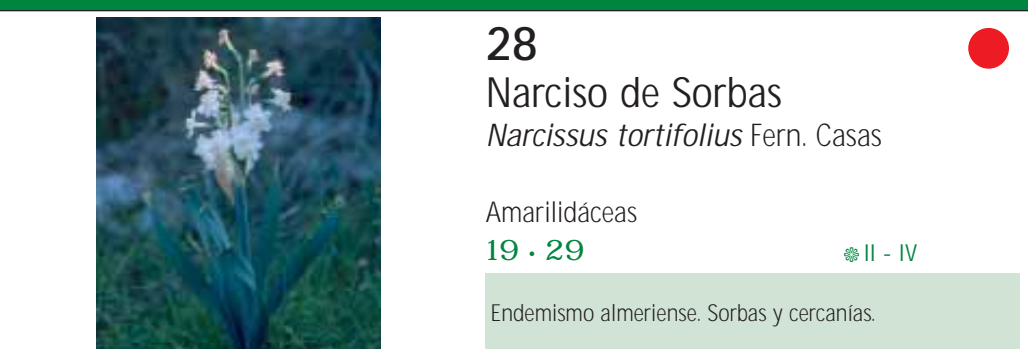 28
Narciso de Sorbas
Narcissus tortifolius Fern. Casas
Amarilidáceas
19 · 29 ❁ II - IV
Endemismo almeriense. Sorbas y cercanías.